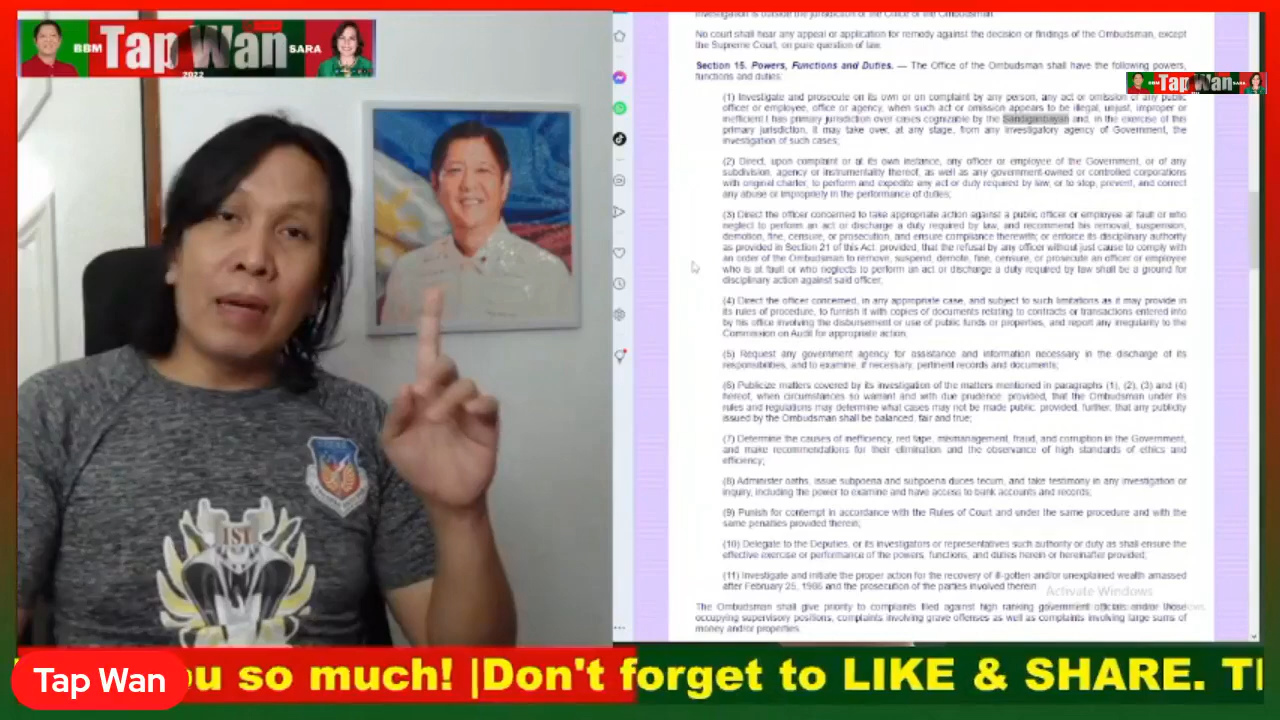 BBM Tap Wan SARA
2022
No court shall hear any appeal or application for remedy against the decision or findings of the Ombudsman, except
the Supreme Court, on pure question of law.
Section 15. Powers, Functions and Duties. — The Office of the Ombudsman shall have the following powers,
functions and duties:
Tap Wan
(1) Investigate and prosecute on its own or on complaint by any person, any act or omission of any public
officer or employee, office or agency, when such act or omission appears to be illegal, unjust, improper or
inefficient.I has primary jurisdiction over cases cognizable by the Sandiganbayan and, in the exercise of this
primary jurisdiction, it may take over, at any stage, from any investigatory agency of Government, the
investigation of such cases;
(2) Direct, upon complaint or at its own instance, any officer or employee of the Government, or of any
subdivision, agency or instrumentality thereof, as well as any government-owned or controlled corporations
with original charter, to perform and expedite any act or duty required by law, or to stop, prevent, and correct
any abuse or impropriety in the performance of duties;
(3) Direct the officer concerned to take appropriate action against a public officer or employee at fault or who
neglect to perform an act or discharge a duty required by law, and recommend his removal, suspension,
demotion, fine, censure, or prosecution, and ensure compliance therewith; or enforce its disciplinary authority
as provided in Section 21 of this Act: provided, that the refusal by any officer without just cause to comply with
an order of the Ombudsman to remove, suspend, demote, fine, censure, or prosecute an officer or employee
who is at fault or who neglects to perform an act or discharge a duty required by law shall be a ground for
disciplinary action against said officer;
(4) Direct the officer concerned, in any appropriate case, and subject to such limitations as it may provide in
its rules of procedure, to furnish it with copies of documents relating to contracts or transactions entered into
by his office involving the disbursement or use of public funds or properties, and report any irregularity to the
Commission on Audit for appropriate action;
(5) Request any government agency for assistance and information necessary in the discharge of its
responsibilities, and to examine, if necessary, pertinent records and documents;
(6) Publicize matters covered by its investigation of the matters mentioned in paragraphs (1), (2), (3) and (4)
hereof, when circumstances so warrant and with due prudence: provided, that the Ombudsman under its
rules and regulations may determine what cases may not be made public: provided, further, that any publicity
issued by the Ombudsman shall be balanced, fair and true;
(7) Determine the causes of inefficiency, red tape, mismanagement, fraud, and corruption in the Government,
and make recommendations for their elimination and the observance of high standards of ethics and
efficiency;
(8) Administer oaths, issue subpoena and subpoena duces tecum, and take testimony in any investigation or
inquiry, including the power to examine and have access to bank accounts and records;
(9) Punish for contempt in accordance with the Rules of Court and under the same procedure and with the
same penalties provided therein;
(10) Delegate to the Deputies, or its investigators or representatives such authority or duty as shall ensure the
effective exercise or performance of the powers, functions, and duties herein or hereinafter provided;
(11) Investigate and initiate the proper action for the recovery of ill-gotten and/or unexplained wealth amassed
after February 25, 1986 and the prosecution of the parties involved therein.
Activate Windows
The Ombudsman shall give priority to complaints filed against high ranking government officials and/or those
occupying supervisory positions, complaints involving grave offenses as well as complaints involving large sums of
money and/or properties.
1ST
Tap Wan
ou so much! |Don't forget to LIKE & SHARE.